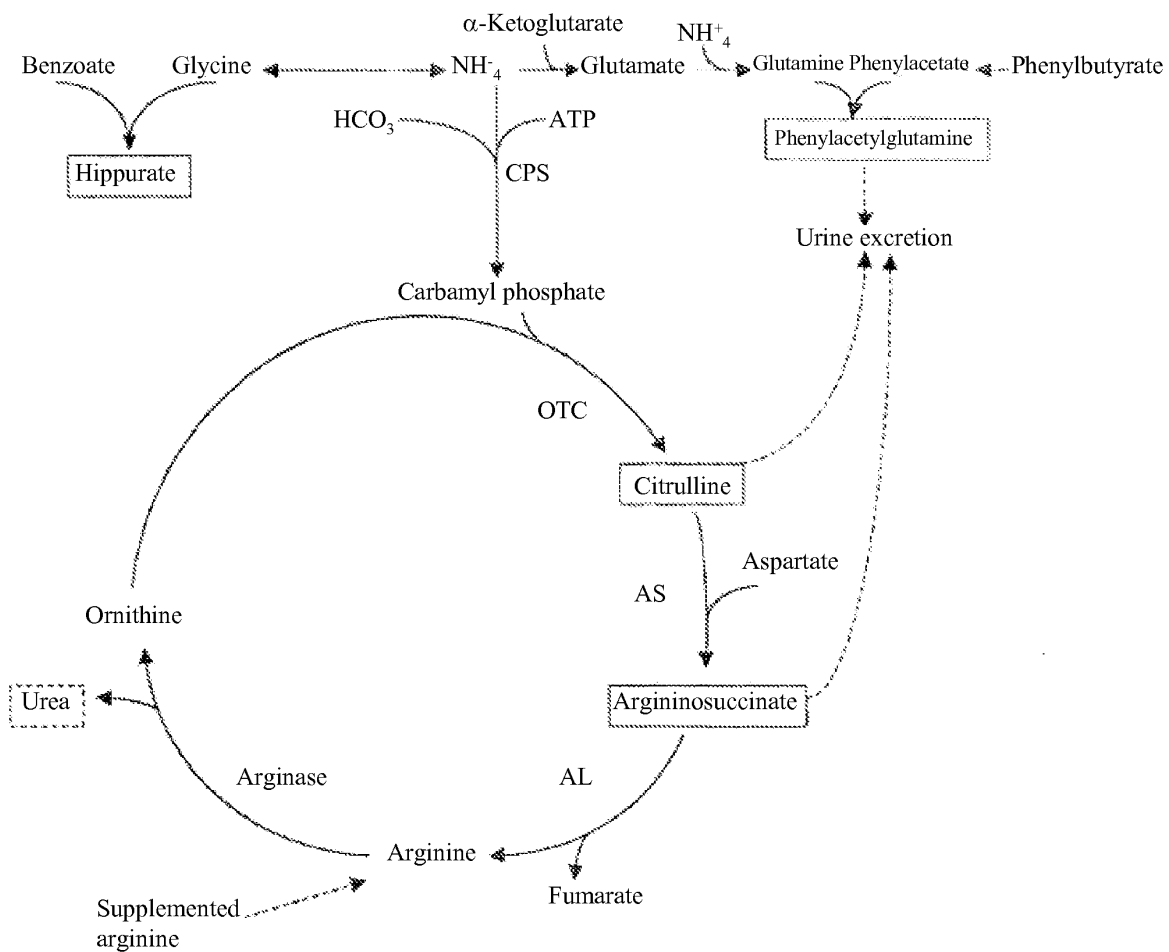 α-Ketoglutarate
NH⁺₄
Benzoate
Glycine
NH⁻₄
Glutamate
Glutamine Phenylacetate
Phenylbutyrate
HCO₃
ATP
Phenylacetylglutamine
Hippurate
CPS
Urine excretion
Carbamyl phosphate
OTC
Citrulline
Aspartate
AS
Ornithine
Urea
Argininosuccinate
Arginase
AL
Arginine
Fumarate
Supplemented
arginine